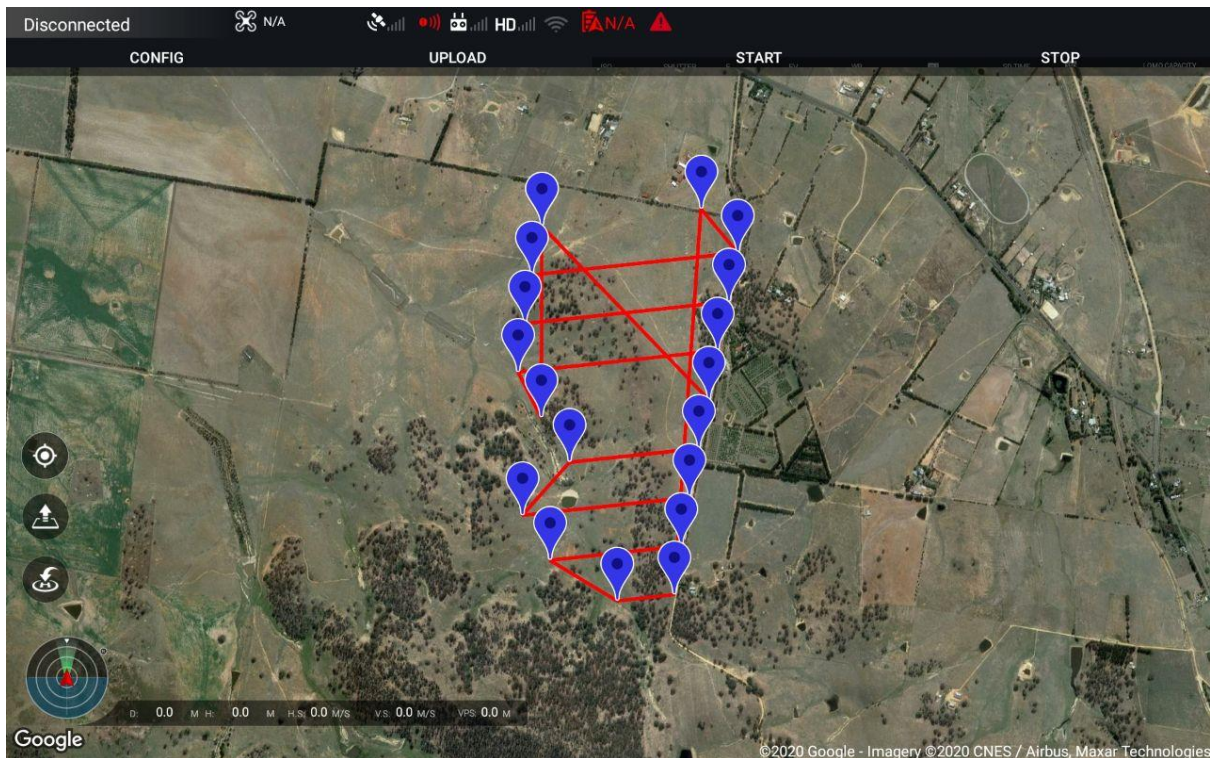 Disconnected N/A HD N/A
CONFIG UPLOAD START STOP
D: 0.0 M H: 0.0 M H.S: 0.0 M/S V.S: 0.0 M/S VPS: 0.0 M
Google
©2020 Google - Imagery ©2020 CNES / Airbus, Maxar Technologies